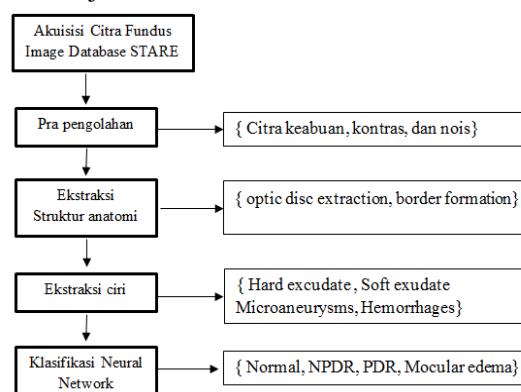 Akuisisi Citra Fundus
Image Database STARE
Pra pengolahan
{ Citra keabuan, kontras, dan nois}
Ekstraksi
Struktur anatomi
{ optic disc extraction, border formation}
Ekstraksi ciri
{ Hard excudate , Soft exudate
Microaneurysms, Hemorrhages}
Klasifikasi Neural
Network
{ Normal, NPDR, PDR, Mocular edema}